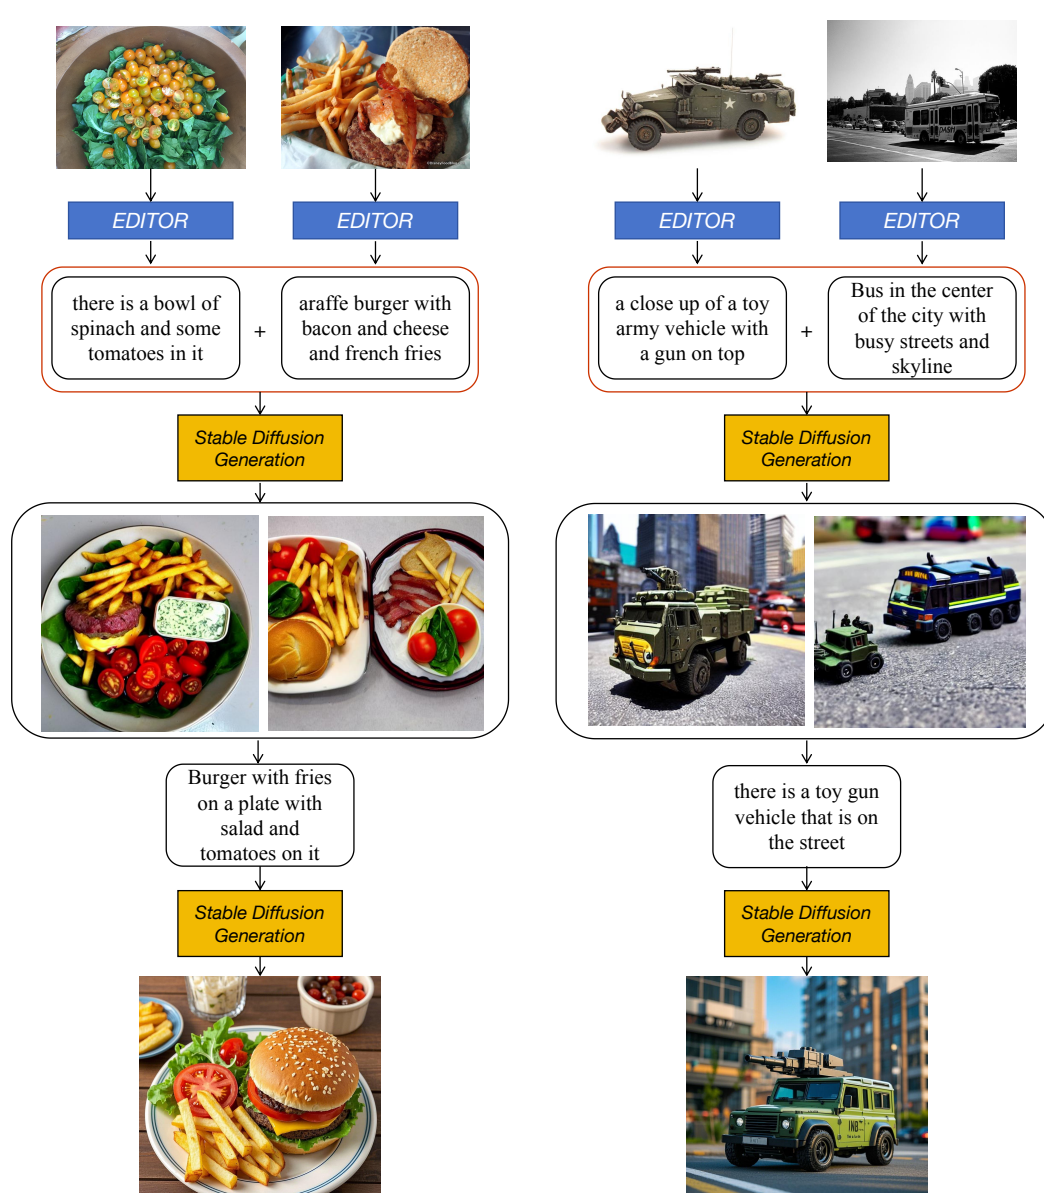 EDITOR
EDITOR
there is a bowl of
spinach and some
tomatoes in it
+
araffe burger with
bacon and cheese
and french fries
Stable Diffusion
Generation
Burger with fries
on a plate with
salad and
tomatoes on it
Stable Diffusion
Generation
EDITOR
EDITOR
a close up of a toy
army vehicle with
a gun on top
+
Bus in the center
of the city with
busy streets and
skyline
DASH
Stable Diffusion
Generation
there is a toy gun
vehicle that is on
the street
Stable Diffusion
Generation
INB